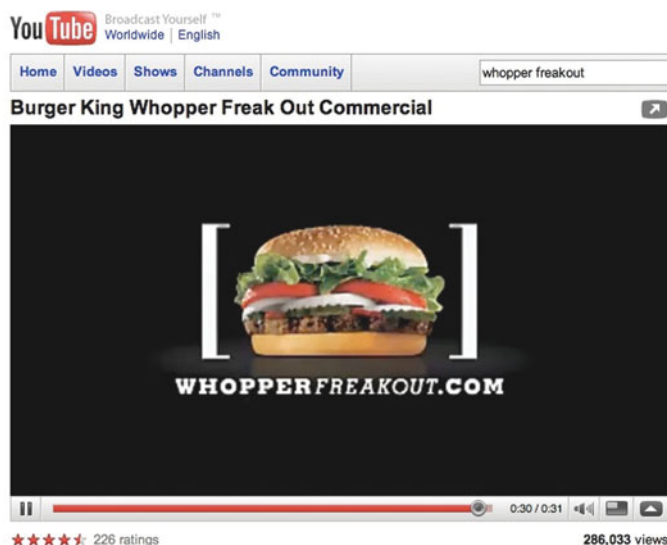 You Tube Broadcast Yourself ™
Worldwide | English
Home Videos Shows Channels Community whopper freakout
Burger King Whopper Freak Out Commercial
WHOPPERFREAKOUT.COM
0:30 / 0:31
226 ratings 286,033 views